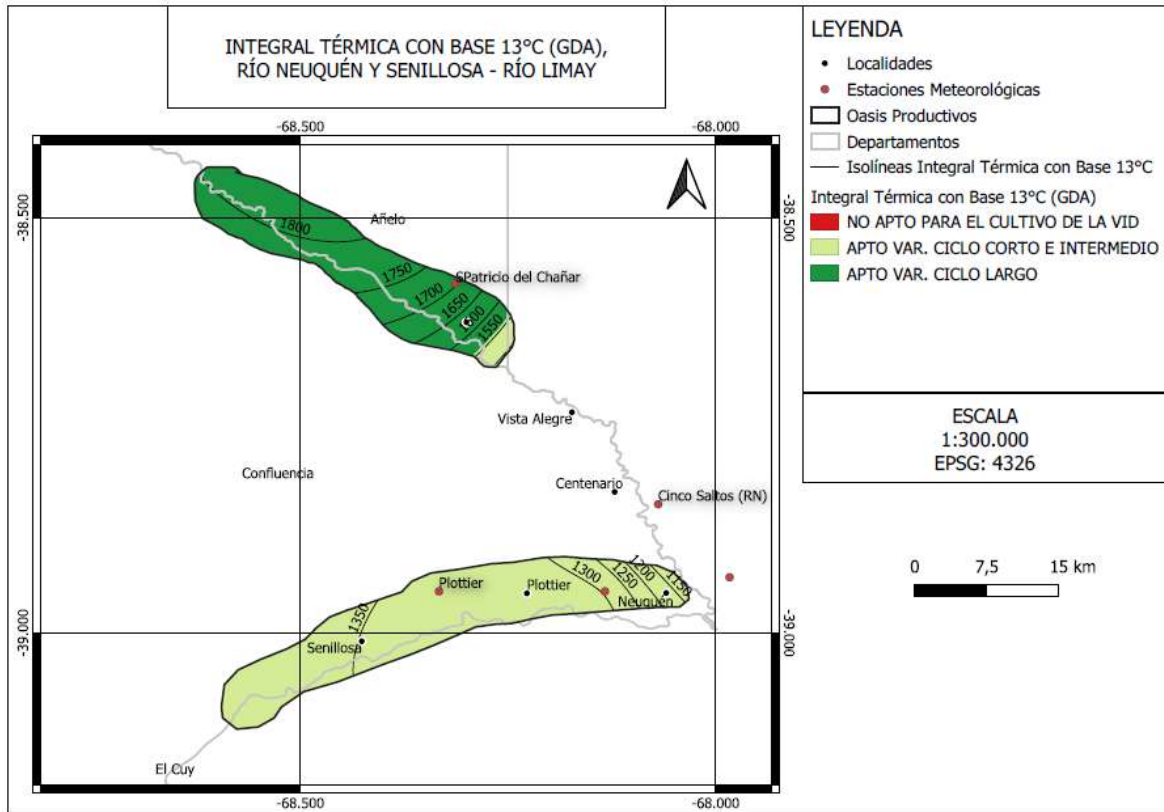 INTEGRAL TÉRMICA CON BASE 13°C (GDA),
RÍO NEUQUÉN Y SENILLOSA - RÍO LIMAY
-68.500
-68.000
-38.500
-38.500
Añelo
1800
1750
SPatricio del Chañar
1700
1650
1600
1550
Vista Alegre
Confluencia
Centenario
Cinco Saltos (RN)
1300
1250
1200
1150
Plottier
Plottier
Neuquén
1350
Senillosa
-39.000
-39.000
El Cuy
-68.500
-68.000
LEYENDA
Localidades
Estaciones Meteorológicas
Oasis Productivos
Departamentos
Isolíneas Integral Térmica con Base 13°C
Integral Térmica con Base 13°C (GDA)
NO APTO PARA EL CULTIVO DE LA VID
APTO VAR. CICLO CORTO E INTERMEDIO
APTO VAR. CICLO LARGO
ESCALA
1:300.000
EPSG: 4326
0 7,5 15 km